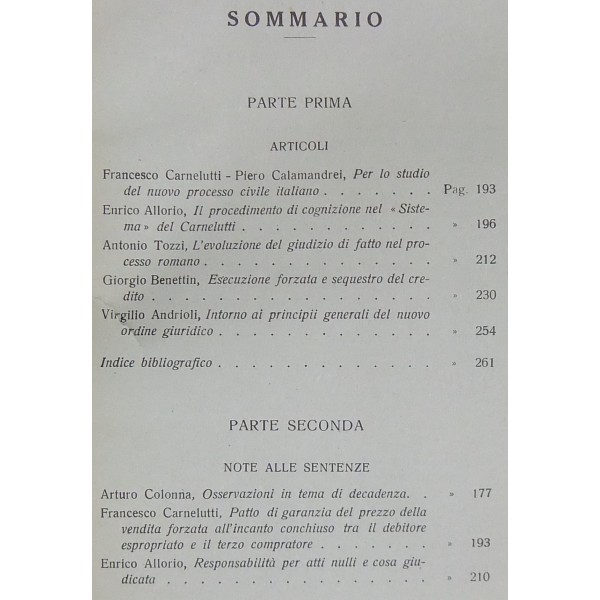 SOMMARIO
PARTE PRIMA
ARTICOLI
Francesco Carnelutti - Piero Calamandrei, Per lo studio
del nuovo processo civile italiano . . . . . . . Pag. 193
Enrico Allorio, Il procedimento di cognizione nel «Siste-
ma» del Carnelutti . . . . . . . . . . . » 196
Antonio Tozzi, L'evoluzione del giudizio di fatto nel pro-
cesso romano . . . . . . . . . . . . . » 212
Giorgio Benettin, Esecuzione forzata e sequestro del cre-
dito . . . . . . . . . . . . . . . . » 230
Virgilio Andrioli, Intorno ai principii generali del nuovo
ordine giuridico . . . . . . . . . . . . » 254
Indice bibliografico . . . . . . . . . . . . » 261
PARTE SECONDA
NOTE ALLE SENTENZE
Arturo Colonna, Osservazioni in tema di decadenza. . » 177
Francesco Carnelutti, Patto di garanzia del prezzo della
vendita forzata all'incanto conchiuso tra il debitore
espropriato e il terzo compratore . . . . . . » 193
Enrico Allorio, Responsabilità per atti nulli e cosa giu-
dicata . . . . . . . . . . . . . . . » 210